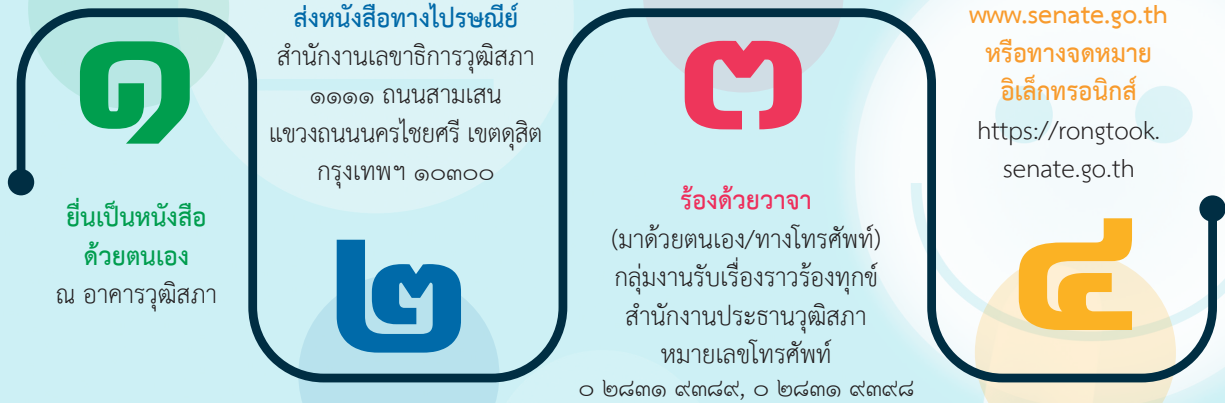 ๑
ยื่นเป็นหนังสือ
ด้วยตนเอง
ณ อาคารวุฒิสภา
ส่งหนังสือทางไปรษณีย์
สำนักงานเลขาธิการวุฒิสภา
๑๑๑๑ ถนนสามเสน
แขวงถนนนครไชยศรี เขตดุสิต
กรุงเทพฯ ๑๐๓๐๐
๒
๓
ร้องด้วยวาจา
(มาด้วยตนเอง/ทางโทรศัพท์)
กลุ่มงานรับเรื่องราวร้องทุกข์
สำนักงานประธานวุฒิสภา
หมายเลขโทรศัพท์
๐ ๒๘๓๑ ๙๓๘๙, ๐ ๒๘๓๑ ๙๓๙๘
www.senate.go.th
หรือทางจดหมาย
อิเล็กทรอนิกส์
https://rongtook.
senate.go.th
๔